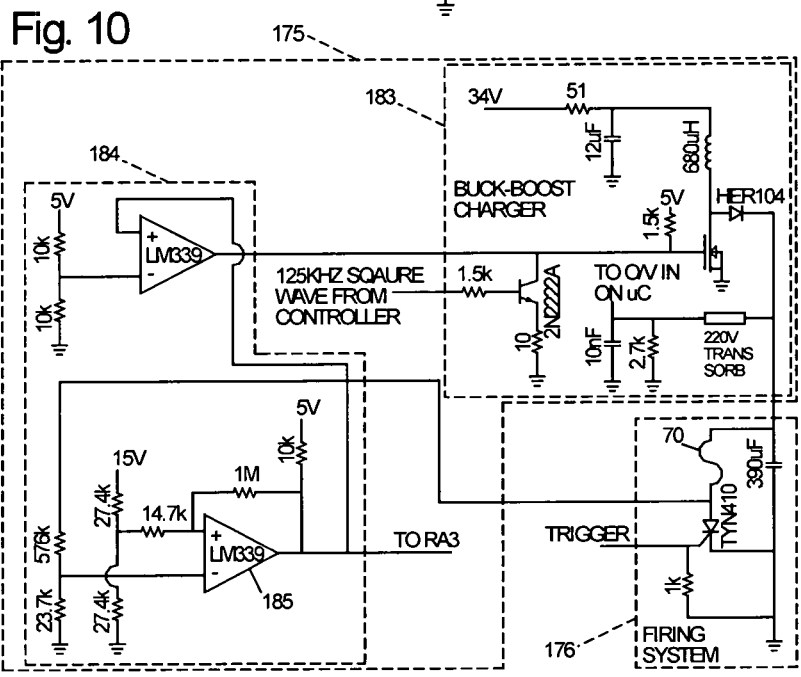 Fig. 10
175
183
34V
51
12uF
680uH
184
BUCK-BOOST
CHARGER
HER104
5V
10k
+
LM339
-
10k
5V
1.5k
125KHZ SQAURE
WAVE FROM
CONTROLLER
1.5k
2N2222A
10
TO O/V IN
ON uC
10nF
2.7k
220V
TRANS
SORB
5V
10k
15V
27.4k
14.7k
1M
+
LM339
-
185
TO RA3
576k
23.7k
27.4k
70
390uF
TYN410
TRIGGER
1k
176
FIRING
SYSTEM